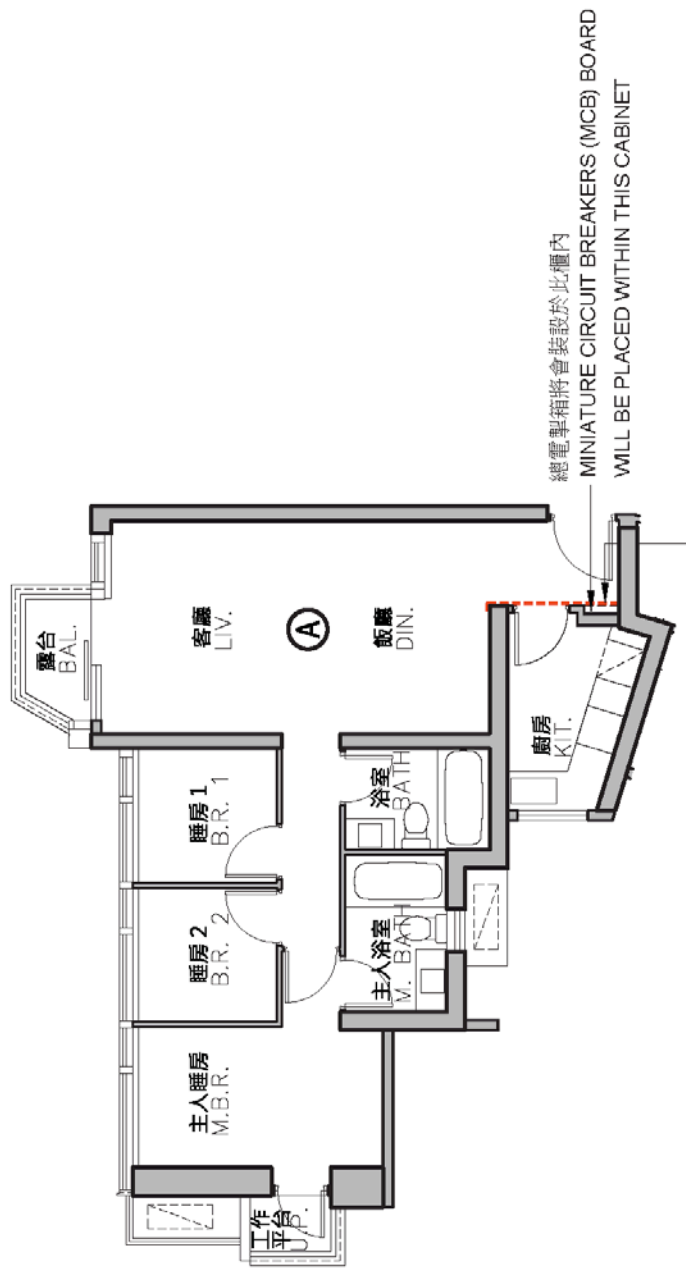 露台
BAL.
客廳
LIV.
A
飯廳
DIN.
睡房 1
B.R. 1
睡房 2
B.R. 2
主人睡房
M.B.R.
浴室
BATH
主人浴室
M. BATH
廚房
KIT.
工作
平台
U.P.
總電掣箱將會裝設於此櫃內
MINIATURE CIRCUIT BREAKERS (MCB) BOARD
WILL BE PLACED WITHIN THIS CABINET